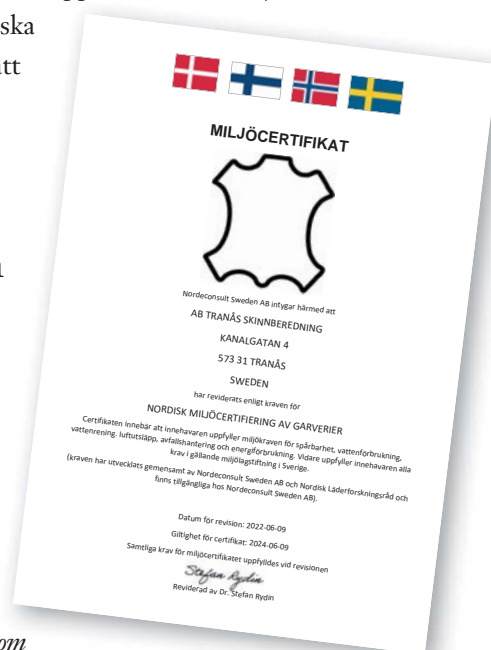 ska
tt
MILJÖCERTIFIKAT
Nordeconsult Sweden AB intygar härmed att
AB TRANÅS SKINNBEREDNING
KANALGATAN 4
573 31 TRANÅS
SWEDEN
har reviderats enligt kraven för
NORDISK MILJÖCERTIFIERING AV GARVERIER
Certifikaten innebär att innehavaren uppfyller miljökraven för spårbarhet, vattenförbrukning,
vattenrening. luftutsläpp, avfallshantering och energiförbrukning. Vidare uppfyller innehavaren alla
krav i gällande miljölagstiftning i Sverige.
(kraven har utvecklats gemensamt av Nordeconsult Sweden AB och Nordisk Läderforskningsråd och
finns tillgängliga hos Nordeconsult Sweden AB).
Datum för revision: 2022-06-09
Giltighet för certifikat: 2024-06-09
Samtliga krav för miljöcertifikatet uppfylldes vid revisionen
Stefan Rydin
Reviderad av Dr. Stefan Rydin
om